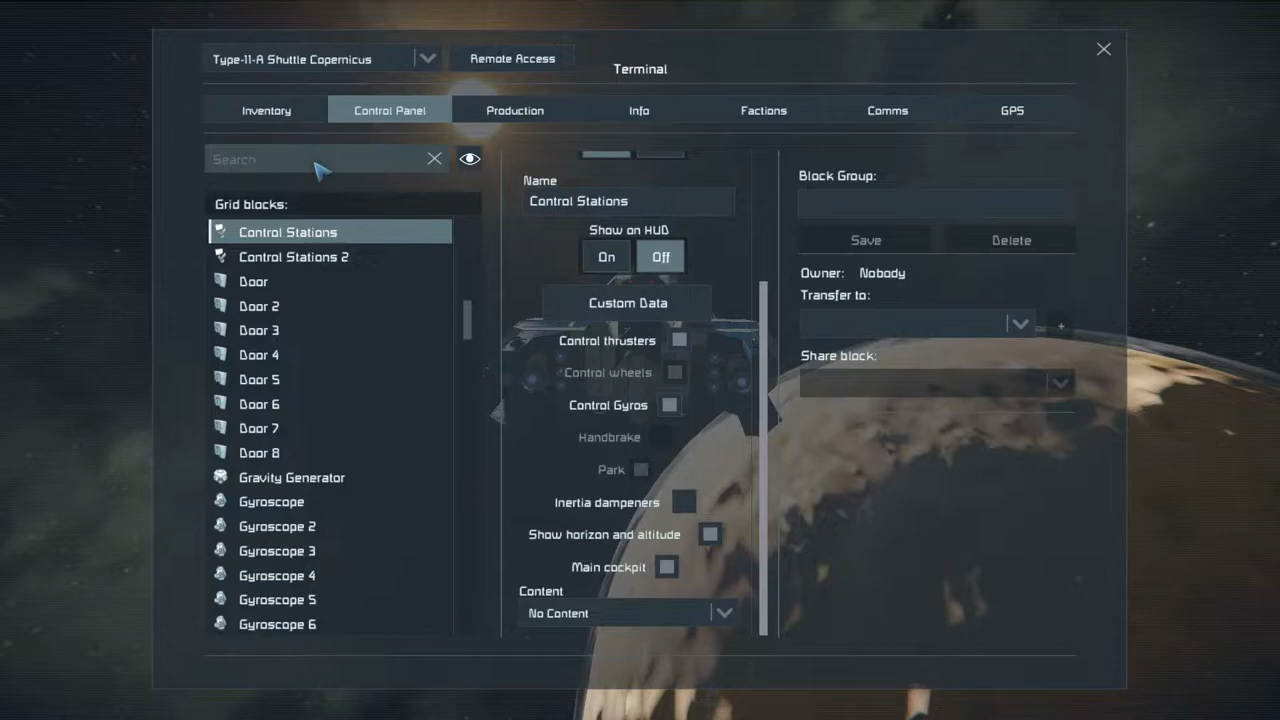 Type-11-A Shuttle Copernicus
Remote Access
Terminal
Inventory
Control Panel
Production
Info
Factions
Comms
GPS
Search
Grid blocks:
Control Stations
Control Stations 2
Door
Door 2
Door 3
Door 4
Door 5
Door 6
Door 7
Door 8
Gravity Generator
Gyroscope
Gyroscope 2
Gyroscope 3
Gyroscope 4
Gyroscope 5
Gyroscope 6
Name
Control Stations
Show on HUD
On
Off
Custom Data
Control thrusters
Control wheels
Control Gyros
Handbrake
Park
Inertia dampeners
Show horizon and altitude
Main cockpit
Content
No Content
Block Group:
Save
Delete
Owner: Nobody
Transfer to:
+
Share block: